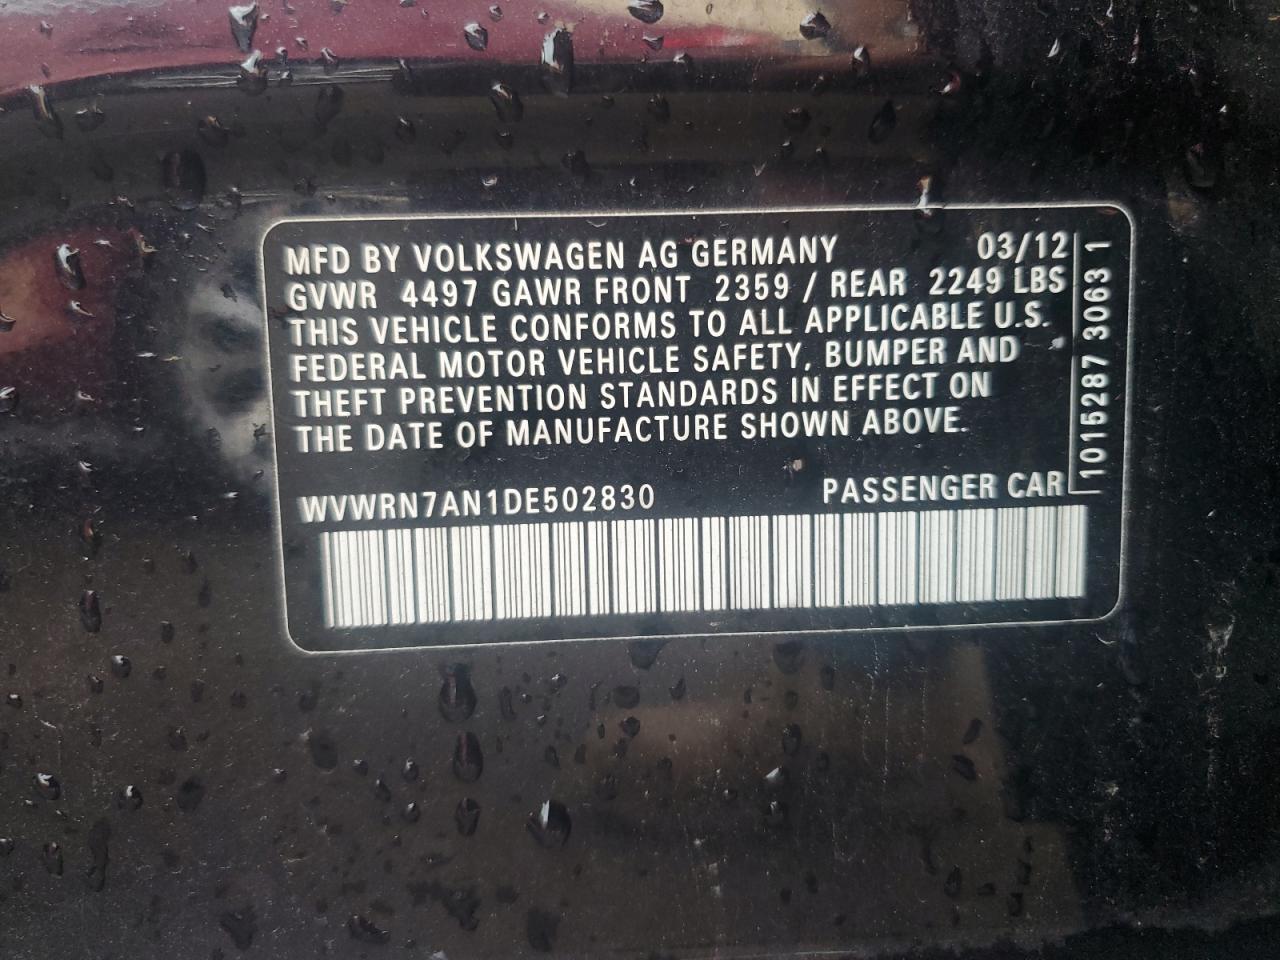 MFD BY VOLKSWAGEN AG GERMANY 03/12
GVWR 4497 GAWR FRONT 2359 / REAR 2249 LBS
THIS VEHICLE CONFORMS TO ALL APPLICABLE U.S.
FEDERAL MOTOR VEHICLE SAFETY, BUMPER AND
THEFT PREVENTION STANDARDS IN EFFECT ON
THE DATE OF MANUFACTURE SHOWN ABOVE.
WVWRN7AN1DE502830 PASSENGER CAR
1015287 3063 1